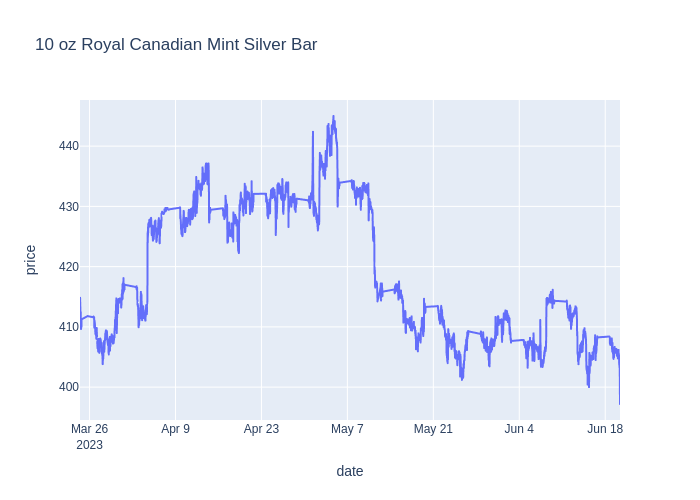 10 oz Royal Canadian Mint Silver Bar
price
440
430
420
410
400
Mar 26
2023
Apr 9
Apr 23
May 7
May 21
Jun 4
Jun 18
date